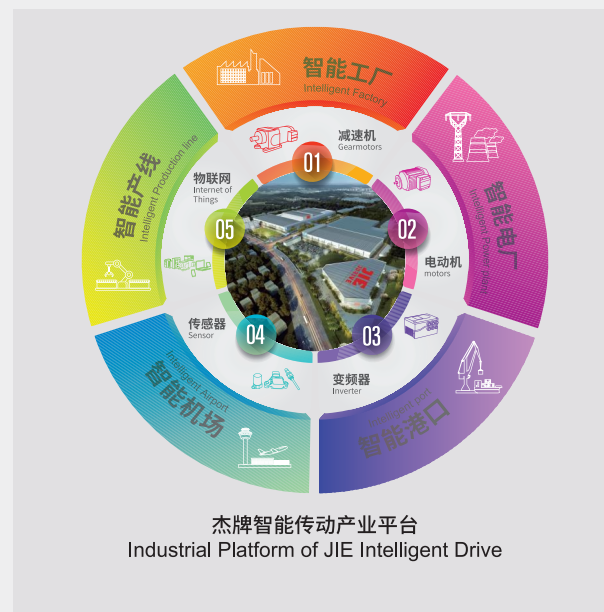 智能工厂
Intelligent Factory
智能电厂
Intelligent Power plant
智能港口
Intelligent port
智能机场
Intelligent Airport
智能产线
Intelligent Production line
01
减速机
Gearmotors
02
电动机
motors
03
变频器
Inverter
04
传感器
Sensor
05
物联网
Internet of
Things
JIE
DRIVE
杰牌智能传动产业平台
Industrial Platform of JIE Intelligent Drive